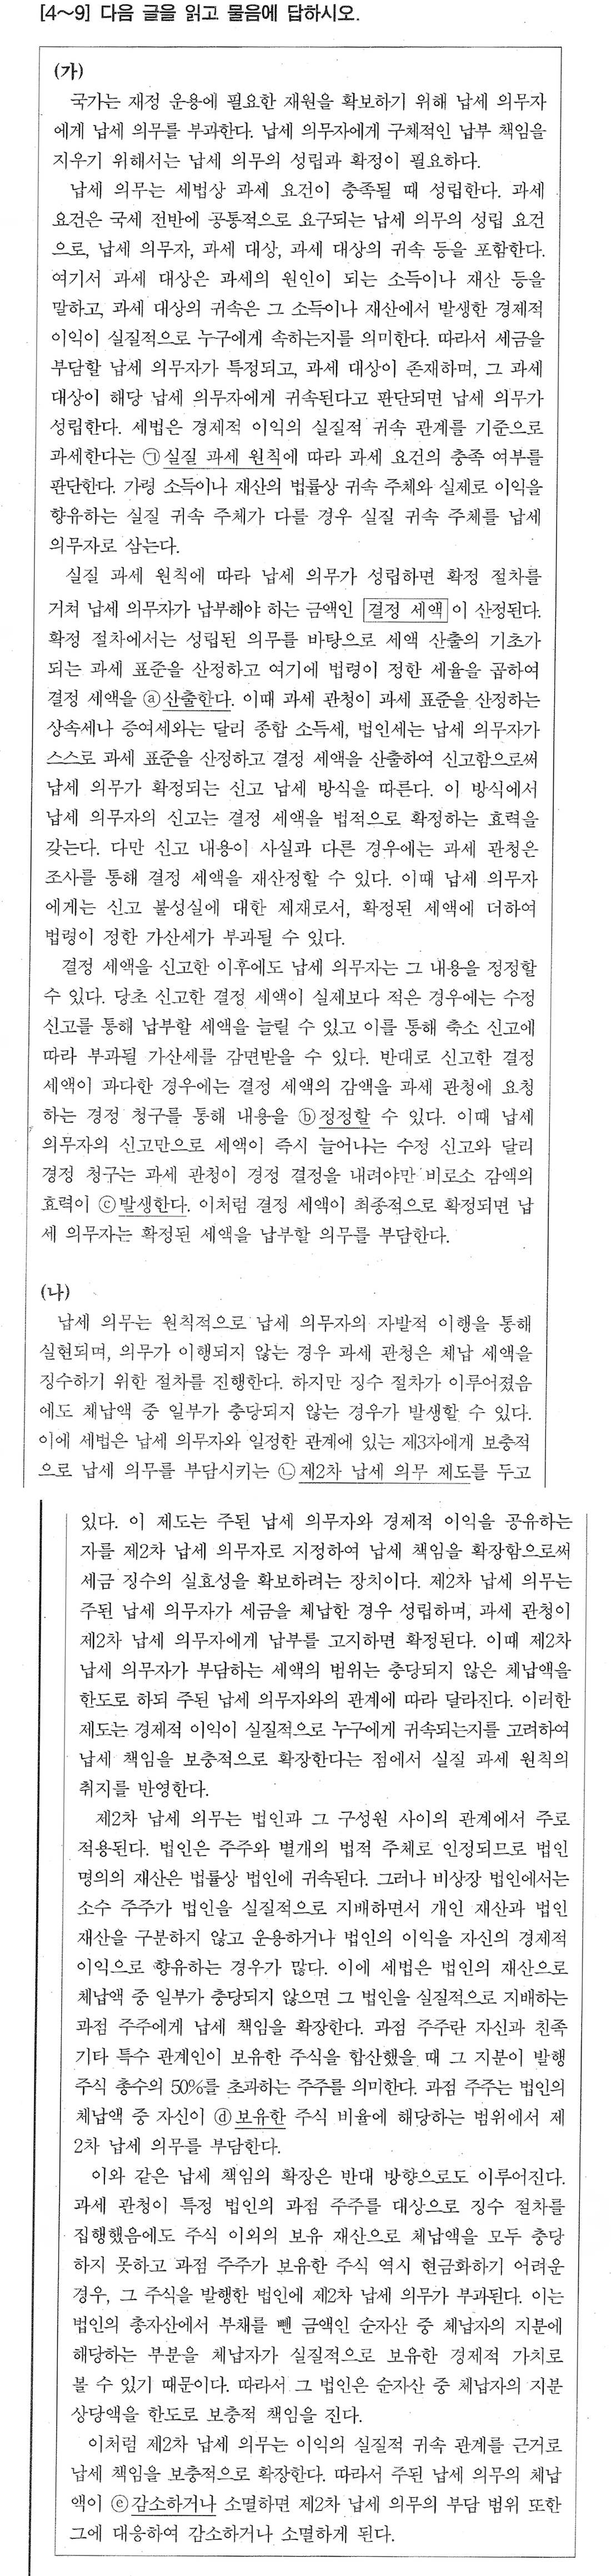 [4～9] 다음 글을 읽고 물음에 답하시오.
(가)
국가는 재정 운용에 필요한 재원을 확보하기 위해 납세 의무자
에게 납세 의무를 부과한다. 납세 의무자에게 구체적인 납부 책임을
지우기 위해서는 납세 의무의 성립과 확정이 필요하다.
납세 의무는 세법상 과세 요건이 충족될 때 성립한다. 과세
요건은 국세 전반에 공통적으로 요구되는 납세 의무의 성립 요건
으로, 납세 의무자, 과세 대상, 과세 대상의 귀속 등을 포함한다.
여기서 과세 대상은 과세의 원인이 되는 소득이나 재산 등을
말하고, 과세 대상의 귀속은 그 소득이나 재산에서 발생한 경제적
이익이 실질적으로 누구에게 속하는지를 의미한다. 따라서 세금을
부담할 납세 의무자가 특정되고, 과세 대상이 존재하며, 그 과세
대상이 해당 납세 의무자에게 귀속된다고 판단되면 납세 의무가
성립한다. 세법은 경제적 이익의 실질적 귀속 관계를 기준으로
과세한다는 ㉠실질 과세 원칙에 따라 과세 요건의 충족 여부를
판단한다. 가령 소득이나 재산의 법률상 귀속 주체와 실제로 이익을
향유하는 실질 귀속 주체가 다를 경우 실질 귀속 주체를 납세
의무자로 삼는다.
실질 과세 원칙에 따라 납세 의무가 성립하면 확정 절차를
거쳐 납세 의무자가 납부해야 하는 금액인 결정 세액이 산정된다.
확정 절차에서는 성립된 의무를 바탕으로 세액 산출의 기초가
되는 과세 표준을 산정하고 여기에 법령이 정한 세율을 곱하여
결정 세액을 ⓐ산출한다. 이때 과세 관청이 과세 표준을 산정하는
상속세나 증여세와는 달리 종합 소득세, 법인세는 납세 의무자가
스스로 과세 표준을 산정하고 결정 세액을 산출하여 신고함으로써
납세 의무가 확정되는 신고 납세 방식을 따른다. 이 방식에서
납세 의무자의 신고는 결정 세액을 법적으로 확정하는 효력을
갖는다. 다만 신고 내용이 사실과 다른 경우에는 과세 관청은
조사를 통해 결정 세액을 재산정할 수 있다. 이때 납세 의무자
에게는 신고 불성실에 대한 제재로서, 확정된 세액에 더하여
법령이 정한 가산세가 부과될 수 있다.
결정 세액을 신고한 이후에도 납세 의무자는 그 내용을 정정할
수 있다. 당초 신고한 결정 세액이 실제보다 적은 경우에는 수정
신고를 통해 납부할 세액을 늘릴 수 있고 이를 통해 축소 신고에
따라 부과될 가산세를 감면받을 수 있다. 반대로 신고한 결정
세액이 과다한 경우에는 결정 세액의 감액을 과세 관청에 요청
하는 경정 청구를 통해 내용을 ⓑ정정할 수 있다. 이때 납세
의무자의 신고만으로 세액이 즉시 늘어나는 수정 신고와 달리
경정 청구는 과세 관청이 경정 결정을 내려야만 비로소 감액의
효력이 ⓒ발생한다. 이처럼 결정 세액이 최종적으로 확정되면 납
세 의무자는 확정된 세액을 납부할 의무를 부담한다.
(나)
납세 의무는 원칙적으로 납세 의무자의 자발적 이행을 통해
실현되며, 의무가 이행되지 않는 경우 과세 관청은 체납 세액을
징수하기 위한 절차를 진행한다. 하지만 징수 절차가 이루어졌음
에도 체납액 중 일부가 충당되지 않는 경우가 발생할 수 있다.
이에 세법은 납세 의무자와 일정한 관계에 있는 제3자에게 보충적
으로 납세 의무를 부담시키는 ㉡제2차 납세 의무 제도를 두고
있다. 이 제도는 주된 납세 의무자와 경제적 이익을 공유하는
자를 제2차 납세 의무자로 지정하여 납세 책임을 확장함으로써
세금 징수의 실효성을 확보하려는 장치이다. 제2차 납세 의무는
주된 납세 의무자가 세금을 체납한 경우 성립하며, 과세 관청이
제2차 납세 의무자에게 납부를 고지하면 확정된다. 이때 제2차
납세 의무자가 부담하는 세액의 범위는 충당되지 않은 체납액을
한도로 하되 주된 납세 의무자와의 관계에 따라 달라진다. 이러한
제도는 경제적 이익이 실질적으로 누구에게 귀속되는지를 고려하여
납세 책임을 보충적으로 확장한다는 점에서 실질 과세 원칙의
취지를 반영한다.
제2차 납세 의무는 법인과 그 구성원 사이의 관계에서 주로
적용된다. 법인은 주주와 별개의 법적 주체로 인정되므로 법인
명의의 재산은 법률상 법인에 귀속된다. 그러나 비상장 법인에서는
소수 주주가 법인을 실질적으로 지배하면서 개인 재산과 법인
재산을 구분하지 않고 운용하거나 법인의 이익을 자신의 경제적
이익으로 향유하는 경우가 많다. 이에 세법은 법인의 재산으로
체납액 중 일부가 충당되지 않으면 그 법인을 실질적으로 지배하는
과점 주주에게 납세 책임을 확장한다. 과점 주주란 자신과 친족
기타 특수 관계인이 보유한 주식을 합산했을 때 그 지분이 발행
주식 총수의 50%를 초과하는 주주를 의미한다. 과점 주주는 법인의
체납액 중 자신이 ⓓ보유한 주식 비율에 해당하는 범위에서 제
2차 납세 의무를 부담한다.
이와 같은 납세 책임의 확장은 반대 방향으로도 이루어진다.
과세 관청이 특정 법인의 과점 주주를 대상으로 징수 절차를
집행했음에도 주식 이외의 보유 재산으로 체납액을 모두 충당
하지 못하고 과점 주주가 보유한 주식 역시 현금화하기 어려운
경우, 그 주식을 발행한 법인에 제2차 납세 의무가 부과된다. 이는
법인의 총자산에서 부채를 뺀 금액인 순자산 중 체납자의 지분에
해당하는 부분을 체납자가 실질적으로 보유한 경제적 가치로
볼 수 있기 때문이다. 따라서 그 법인은 순자산 중 체납자의 지분
상당액을 한도로 보충적 책임을 진다.
이처럼 제2차 납세 의무는 이익의 실질적 귀속 관계를 근거로
납세 책임을 보충적으로 확장한다. 따라서 주된 납세 의무의 체납
액이 ⓔ감소하거나 소멸하면 제2차 납세 의무의 부담 범위 또한
그에 대응하여 감소하거나 소멸하게 된다.